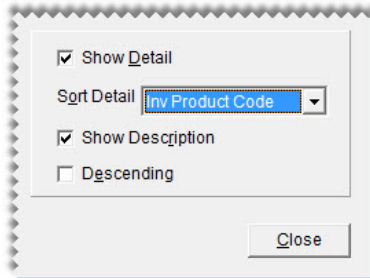 Show Detail
Sort Detail Inv Product Code
Show Description
Descending
Close